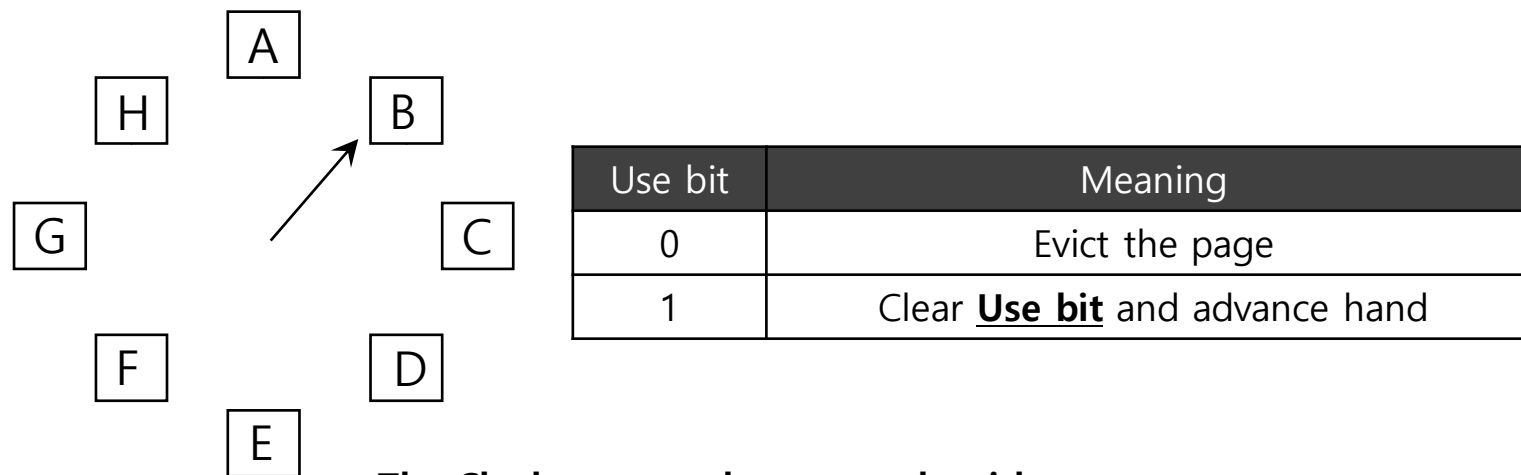 A
H
B
G
C
F
D
E
Use bit Meaning
0 Evict the page
1 Clear Use bit and advance hand